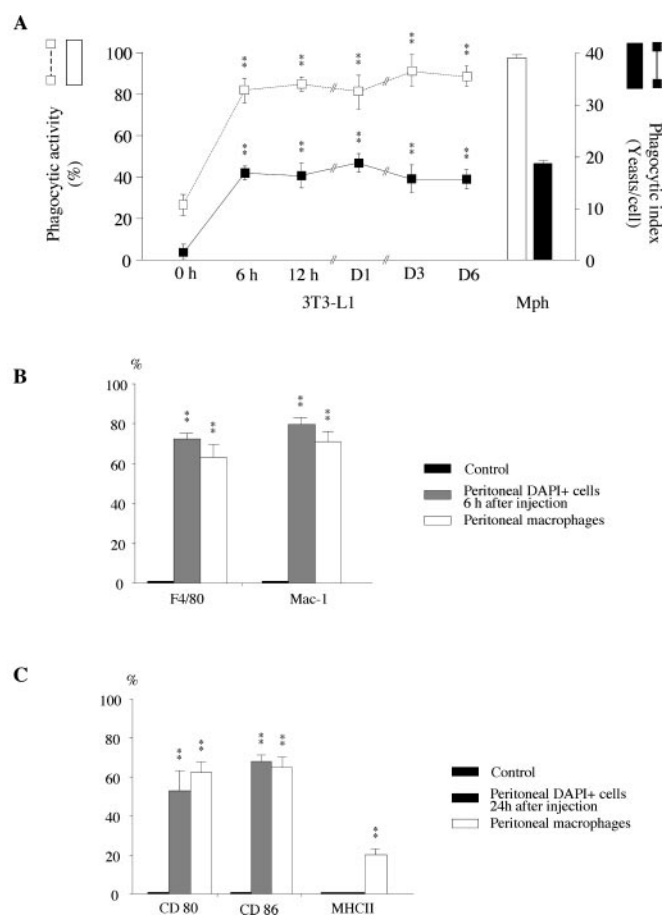 A
Phagocytic activity
(%)
100
80
60
40
20
0
**
**
**
**
**
**
**
**
**
**
40
30
20
10
0
Phagocytic index
(Yeasts/cell)
0 h
6 h
12 h
//
D1
//
D3
D6
3T3-L1
Mph
B
%
100
80
60
40
20
0
**
**
**
**
F4/80
Mac-1
Control
Peritoneal DAPI+ cells
6 h after injection
Peritoneal macrophages
C
%
100
80
60
40
20
0
**
**
**
**
**
CD 80
CD 86
MHCII
Control
Peritoneal DAPI+ cells
24h after injection
Peritoneal macrophages